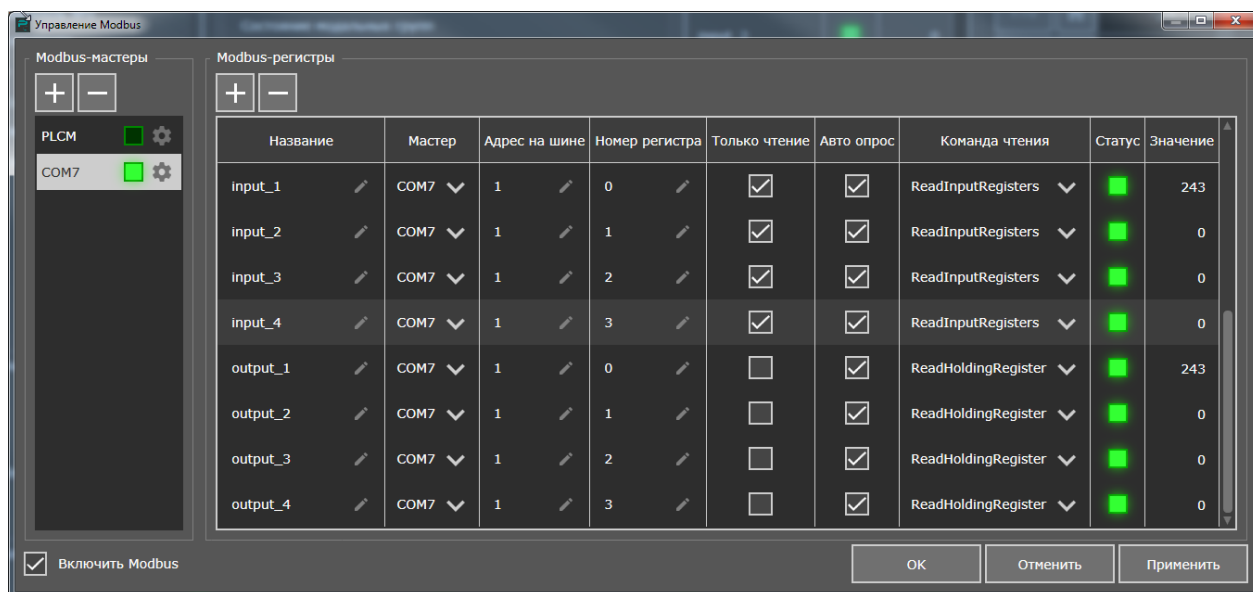 Управление Modbus
Modbus-мастеры
Modbus-регистры
PLCM
COM7
Название Мастер Адрес на шине Номер регистра Только чтение Авто опрос Команда чтения Статус Значение
input_1 COM7 1 0 ReadInputRegisters 243
input_2 COM7 1 1 ReadInputRegisters 0
input_3 COM7 1 2 ReadInputRegisters 0
input_4 COM7 1 3 ReadInputRegisters 0
output_1 COM7 1 0 ReadHoldingRegister 243
output_2 COM7 1 1 ReadHoldingRegister 0
output_3 COM7 1 2 ReadHoldingRegister 0
output_4 COM7 1 3 ReadHoldingRegister 0
Включить Modbus
OK Отменить Применить